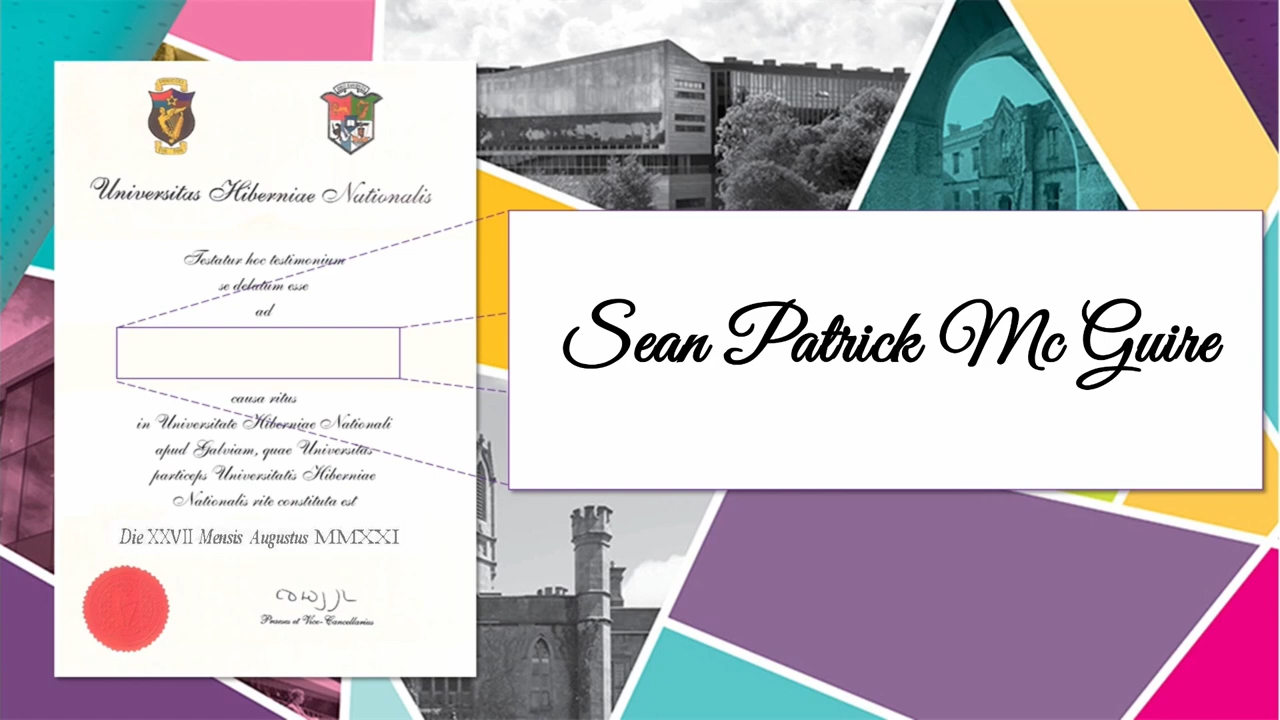 Universitas Hiberniae Nationalis
Testatur hoc testimonium
se delatum esse
ad
causa ritus
in Universitate Hiberniae Nationali
apud Galviam, quae Universitas
particeps Universitatis Hiberniae
Nationalis rite constituta est
Die XXVII Mensis Augustus MMXXI
Praeses et Vice-Cancellarius
Sean Patrick Mc Guire